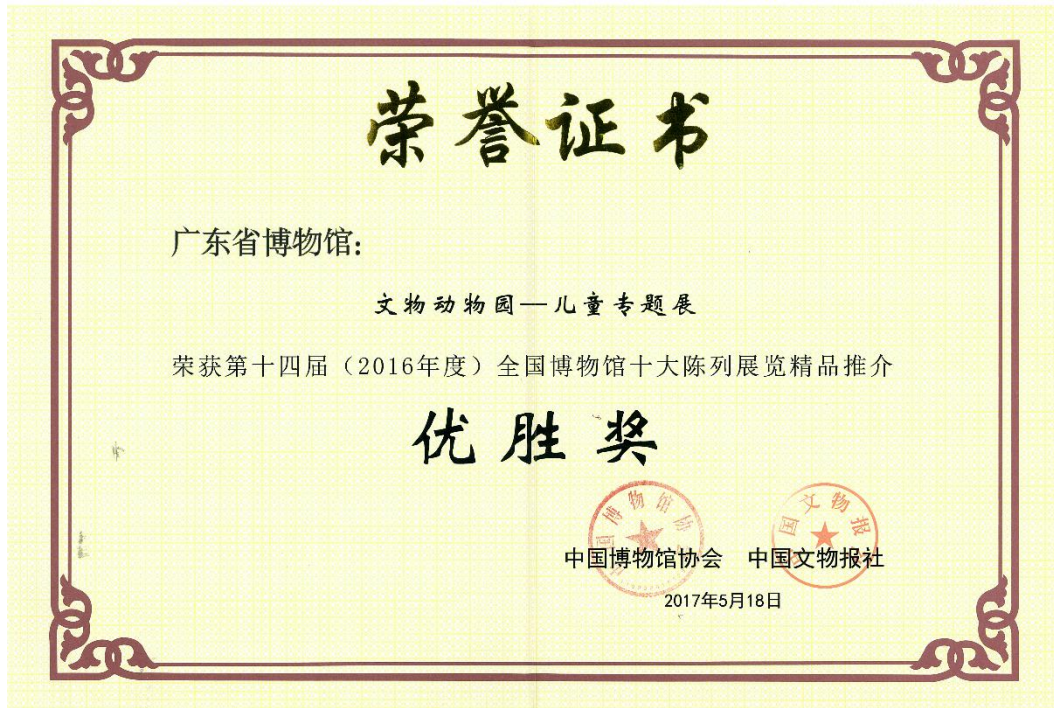 荣誉证书
广东省博物馆:
文物动物园—儿童专题展
荣获第十四届（2016年度）全国博物馆十大陈列展览精品推介
优胜奖
中国博物馆协会 中国文物报社
2017年5月18日